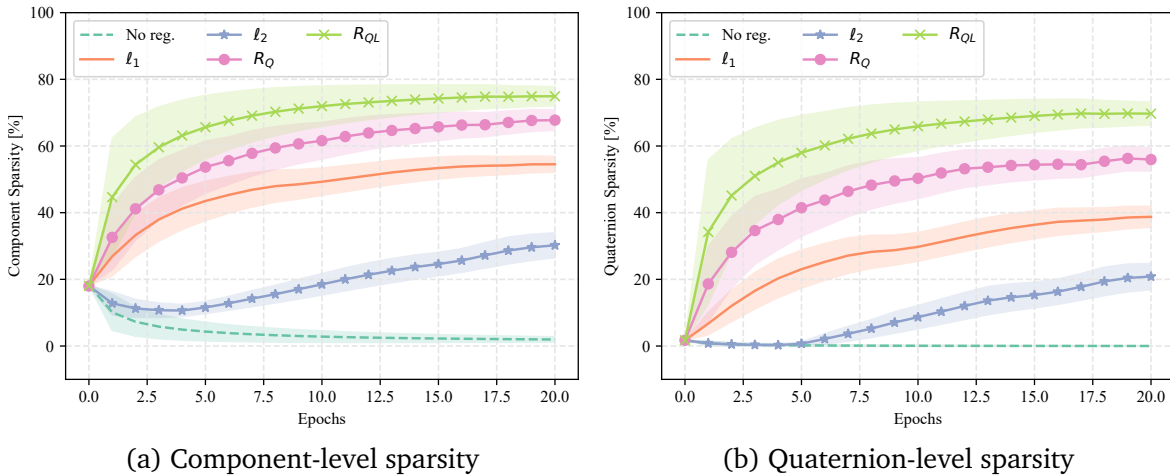 No reg.
ℓ1
ℓ2
RQ
RQL
100
80
60
40
20
0
Component Sparsity [%]
0.0 2.5 5.0 7.5 10.0 12.5 15.0 17.5 20.0
Epochs
(a) Component-level sparsity
No reg.
ℓ1
ℓ2
RQ
RQL
100
80
60
40
20
0
Quaternion Sparsity [%]
0.0 2.5 5.0 7.5 10.0 12.5 15.0 17.5 20.0
Epochs
(b) Quaternion-level sparsity